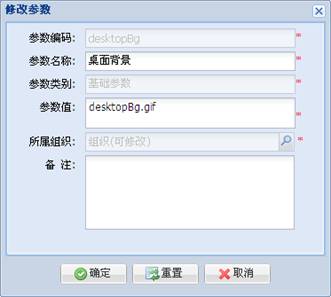 修改参数
参数编码: desktopBg *
参数名称: 桌面背景 *
参数类别: 基础参数 *
参数值: desktopBg.gif *
所属组织: 组织(可修改) *
备 注:
确定 重置 取消